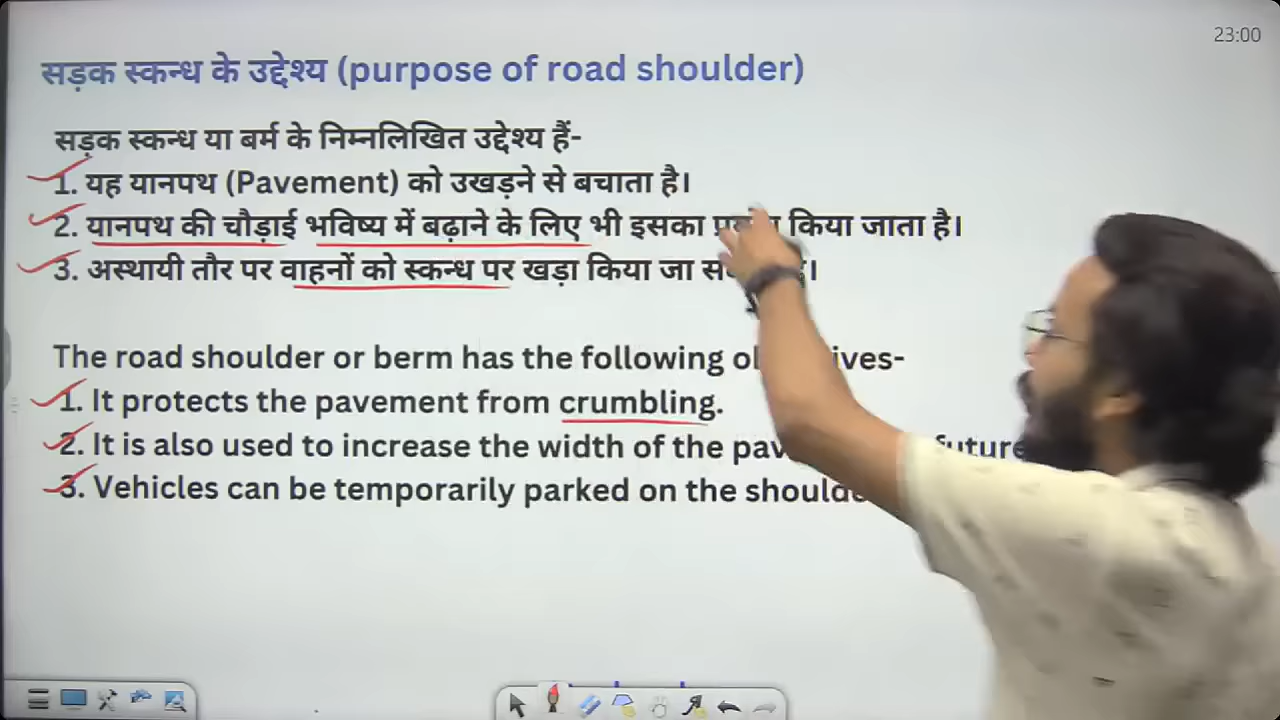 23:00
सड़क स्कन्ध के उद्देश्य (purpose of road shoulder)
सड़क स्कन्ध या बर्म के निम्नलिखित उद्देश्य हैं-
1. यह यानपथ (Pavement) को उखड़ने से बचाता है।
2. यानपथ की चौड़ाई भविष्य में बढ़ाने के लिए भी इसका किया जाता है।
3. अस्थायी तौर पर वाहनों को स्कन्ध पर खड़ा किया जा
The road shoulder or berm has the following
1. It protects the pavement from crumbling.
2. It is also used to increase the width of the future
3. Vehicles can be temporarily parked on the